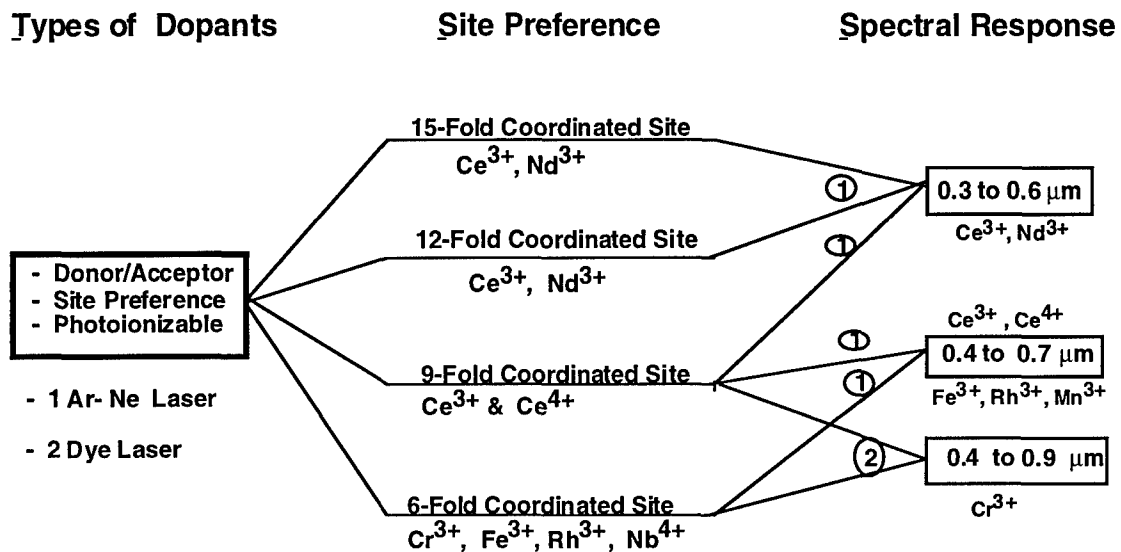 Types of Dopants
Site Preference
Spectral Response
15-Fold Coordinated Site
Ce³⁺, Nd³⁺
12-Fold Coordinated Site
Ce³⁺, Nd³⁺
9-Fold Coordinated Site
Ce³⁺ & Ce⁴⁺
6-Fold Coordinated Site
Cr³⁺, Fe³⁺, Rh³⁺, Nb⁴⁺
- Donor/Acceptor
- Site Preference
- Photoionizable
- 1 Ar- Ne Laser
- 2 Dye Laser
1
1
1
1
2
0.3 to 0.6 μm
Ce³⁺, Nd³⁺
Ce³⁺, Ce⁴⁺
0.4 to 0.7 μm
Fe³⁺, Rh³⁺, Mn³⁺
0.4 to 0.9 μm
Cr³⁺